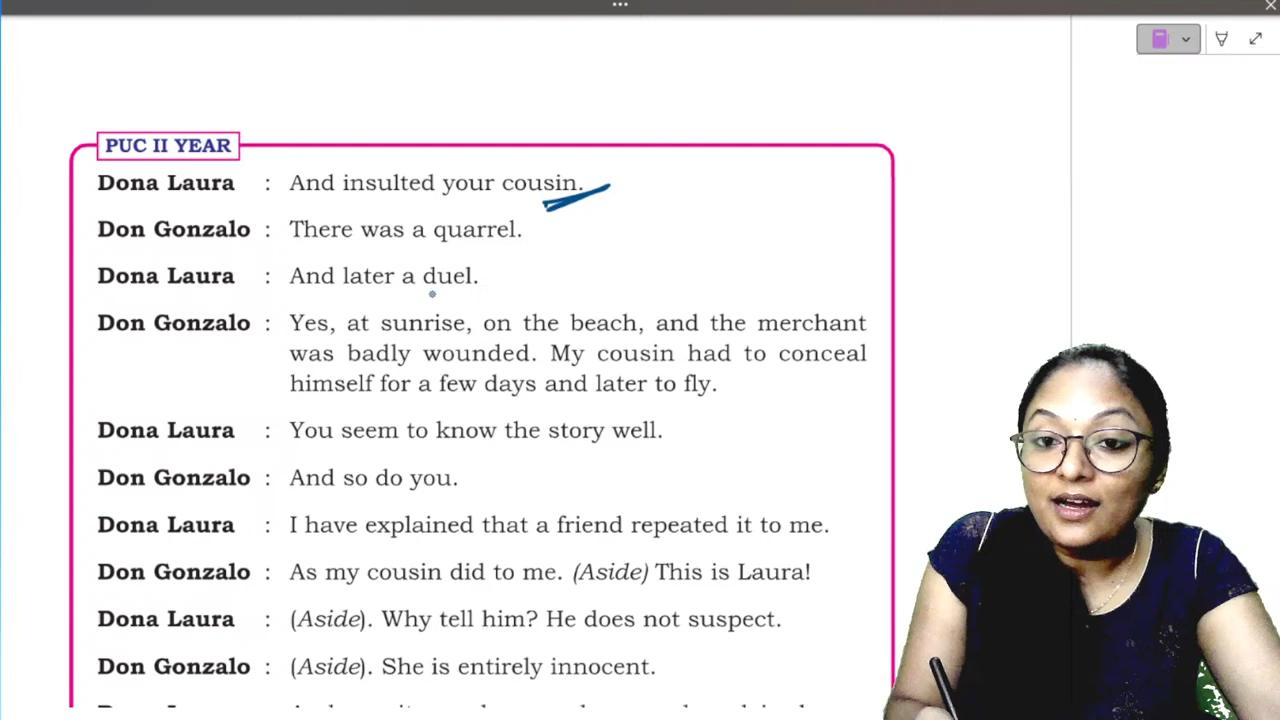 PUC II YEAR
Dona Laura : And insulted your cousin.
Don Gonzalo : There was a quarrel.
Dona Laura : And later a duel.
Don Gonzalo : Yes, at sunrise, on the beach, and the merchant
was badly wounded. My cousin had to conceal
himself for a few days and later to fly.
Dona Laura : You seem to know the story well.
Don Gonzalo : And so do you.
Dona Laura : I have explained that a friend repeated it to me.
Don Gonzalo : As my cousin did to me. (Aside) This is Laura!
Dona Laura : (Aside). Why tell him? He does not suspect.
Don Gonzalo : (Aside). She is entirely innocent.